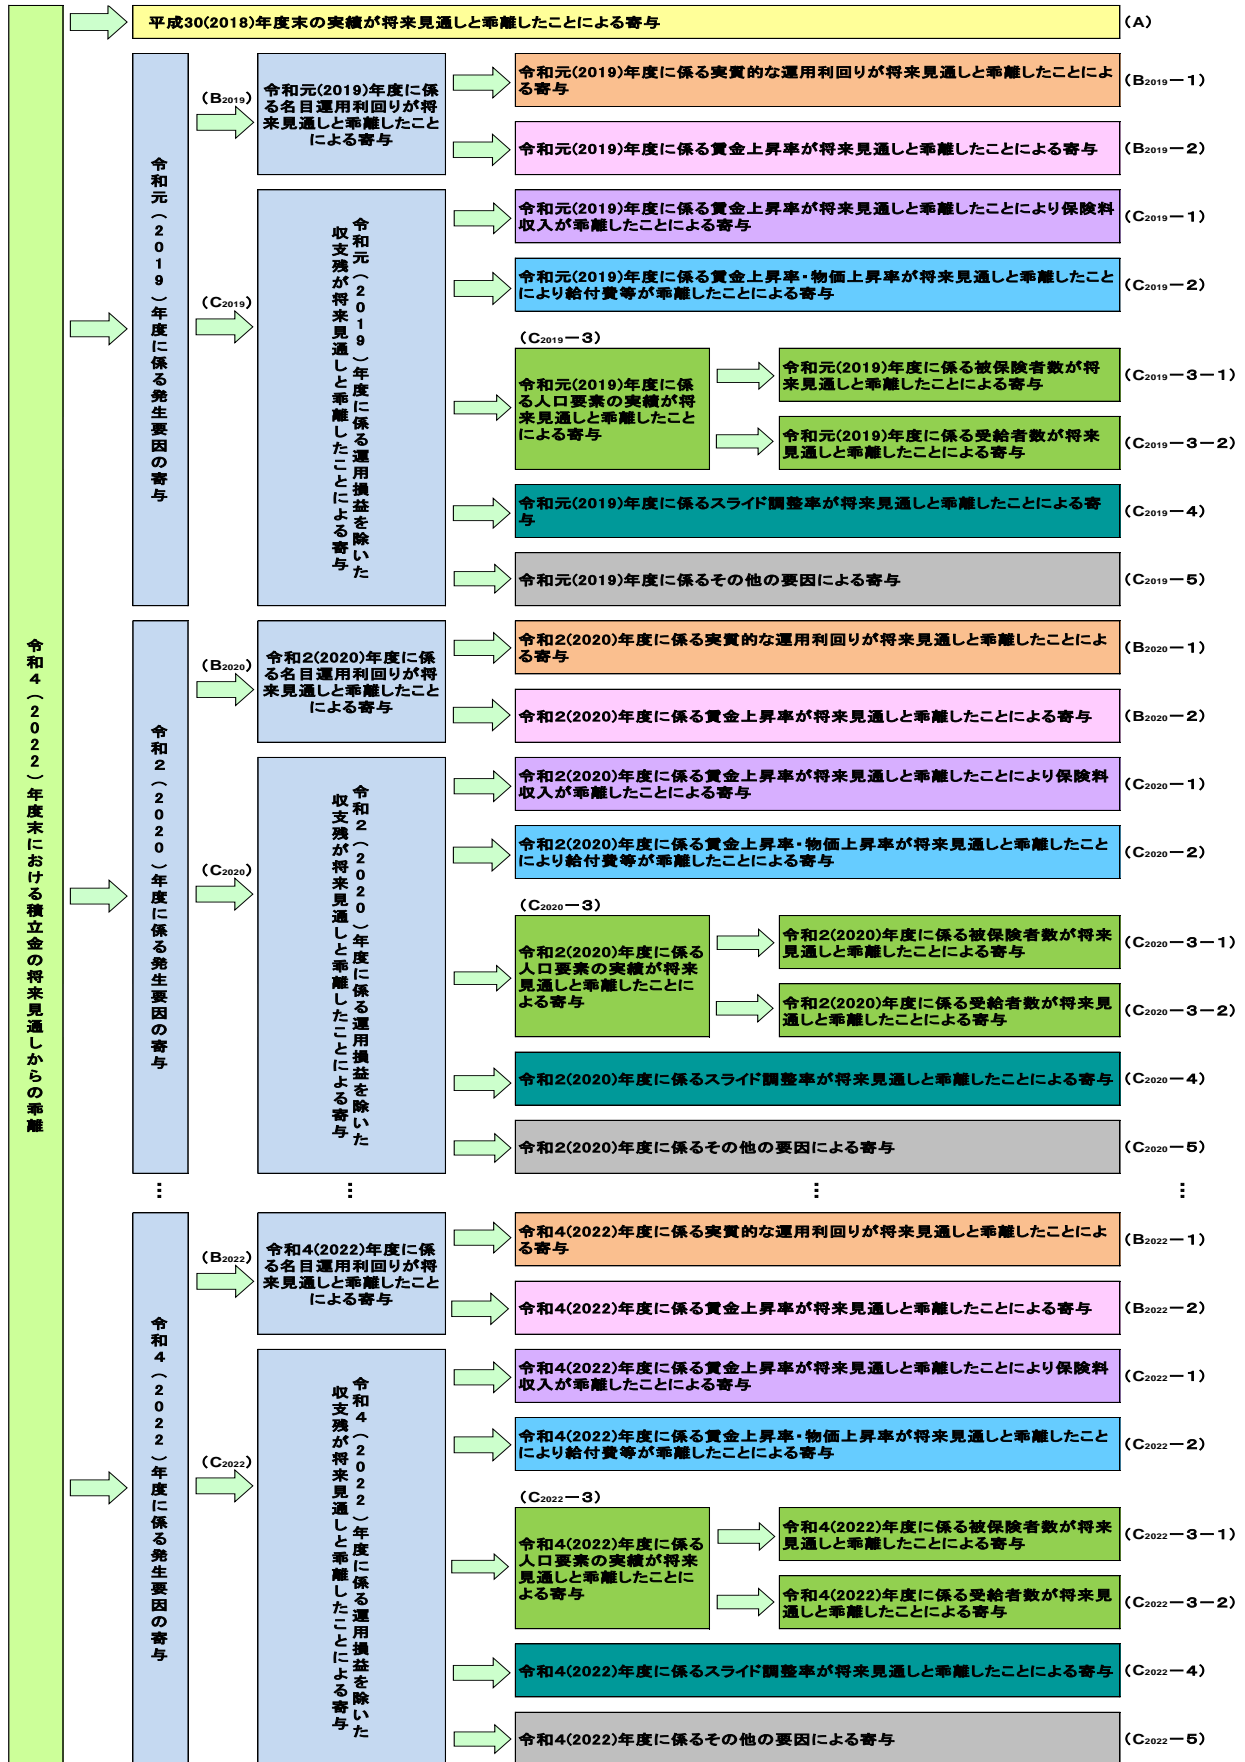 令和４（２０２２）年度末における積立金の将来見通しからの乖離
平成30(2018)年度末の実績が将来見通しと乖離したことによる寄与
(A)
令和元（２０１９）年度に係る発生要因の寄与
(B2019)
令和元(2019)年度に係
る名目運用利回りが将
来見通しと乖離したこと
による寄与
令和元(2019)年度に係る実質的な運用利回りが将来見通しと乖離したことによ
る寄与
(B2019－1)
令和元(2019)年度に係る賃金上昇率が将来見通しと乖離したことによる寄与
(B2019－2)
(C2019)
令和元（２０１９）年度に係る運用損益を除いた
収支残が将来見通しと乖離したことによる寄与
令和元(2019)年度に係る賃金上昇率が将来見通しと乖離したことにより保険料
収入が乖離したことによる寄与
(C2019－1)
令和元(2019)年度に係る賃金上昇率・物価上昇率が将来見通しと乖離したこと
により給付費等が乖離したことによる寄与
(C2019－2)
(C2019－3)
令和元(2019)年度に係
る人口要素の実績が将
来見通しと乖離したこと
による寄与
令和元(2019)年度に係る被保険者数が将
来見通しと乖離したことによる寄与
(C2019－3－1)
令和元(2019)年度に係る受給者数が将来
見通しと乖離したことによる寄与
(C2019－3－2)
令和元(2019)年度に係るスライド調整率が将来見通しと乖離したことによる寄
与
(C2019－4)
令和元(2019)年度に係るその他の要因による寄与
(C2019－5)
令和２（２０２０）年度に係る発生要因の寄与
(B2020)
令和2(2020)年度に係
る名目運用利回りが将
来見通しと乖離したこと
による寄与
令和2(2020)年度に係る実質的な運用利回りが将来見通しと乖離したことによ
る寄与
(B2020－1)
令和2(2020)年度に係る賃金上昇率が将来見通しと乖離したことによる寄与
(B2020－2)
(C2020)
令和２（２０２０）年度に係る運用損益を除いた
収支残が将来見通しと乖離したことによる寄与
令和2(2020)年度に係る賃金上昇率が将来見通しと乖離したことにより保険料
収入が乖離したことによる寄与
(C2020－1)
令和2(2020)年度に係る賃金上昇率・物価上昇率が将来見通しと乖離したこと
により給付費等が乖離したことによる寄与
(C2020－2)
(C2020－3)
令和2(2020)年度に係る
人口要素の実績が将来
見通しと乖離したことに
よる寄与
令和2(2020)年度に係る被保険者数が将来
見通しと乖離したことによる寄与
(C2020－3－1)
令和2(2020)年度に係る受給者数が将来見
通しと乖離したことによる寄与
(C2020－3－2)
令和2(2020)年度に係るスライド調整率が将来見通しと乖離したことによる寄与
(C2020－4)
令和2(2020)年度に係るその他の要因による寄与
(C2020－5)
… … … …
令和４（２０２２）年度に係る発生要因の寄与
(B2022)
令和4(2022)年度に係
る名目運用利回りが将
来見通しと乖離したこと
による寄与
令和4(2022)年度に係る実質的な運用利回りが将来見通しと乖離したことによ
る寄与
(B2022－1)
令和4(2022)年度に係る賃金上昇率が将来見通しと乖離したことによる寄与
(B2022－2)
(C2022)
令和４（２０２２）年度に係る運用損益を除いた
収支残が将来見通しと乖離したことによる寄与
令和4(2022)年度に係る賃金上昇率が将来見通しと乖離したことにより保険料
収入が乖離したことによる寄与
(C2022－1)
令和4(2022)年度に係る賃金上昇率・物価上昇率が将来見通しと乖離したこと
により給付費等が乖離したことによる寄与
(C2022－2)
(C2022－3)
令和4(2022)年度に係る
人口要素の実績が将来
見通しと乖離したことに
よる寄与
令和4(2022)年度に係る被保険者数が将来
見通しと乖離したことによる寄与
(C2022－3－1)
令和4(2022)年度に係る受給者数が将来見
通しと乖離したことによる寄与
(C2022－3－2)
令和4(2022)年度に係るスライド調整率が将来見通しと乖離したことによる寄与
(C2022－4)
令和4(2022)年度に係るその他の要因による寄与
(C2022－5)